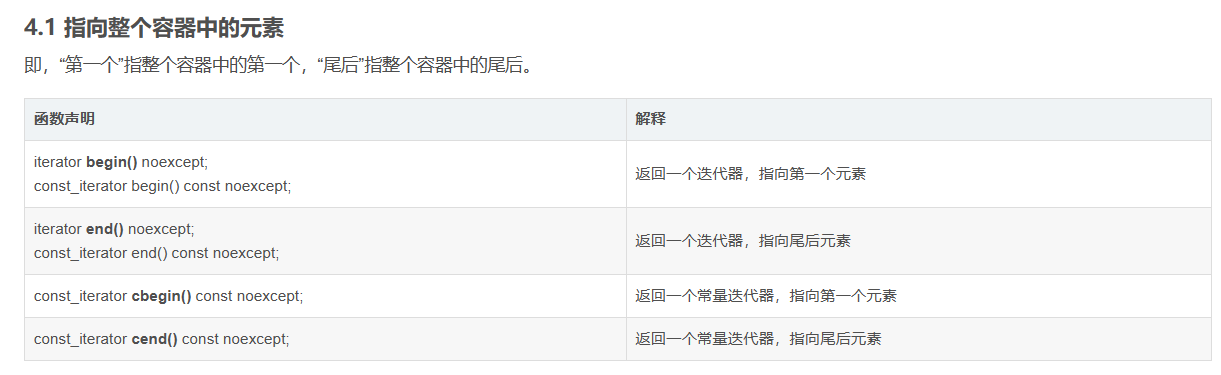 4.1 指向整个容器中的元素
即，“第一个”指整个容器中的第一个，“尾后”指整个容器中的尾后。
函数声明
解释
iterator begin() noexcept;
const_iterator begin() const noexcept;
返回一个迭代器，指向第一个元素
iterator end() noexcept;
const_iterator end() const noexcept;
返回一个迭代器，指向尾后元素
const_iterator cbegin() const noexcept;
返回一个常量迭代器，指向第一个元素
const_iterator cend() const noexcept;
返回一个常量迭代器，指向尾后元素